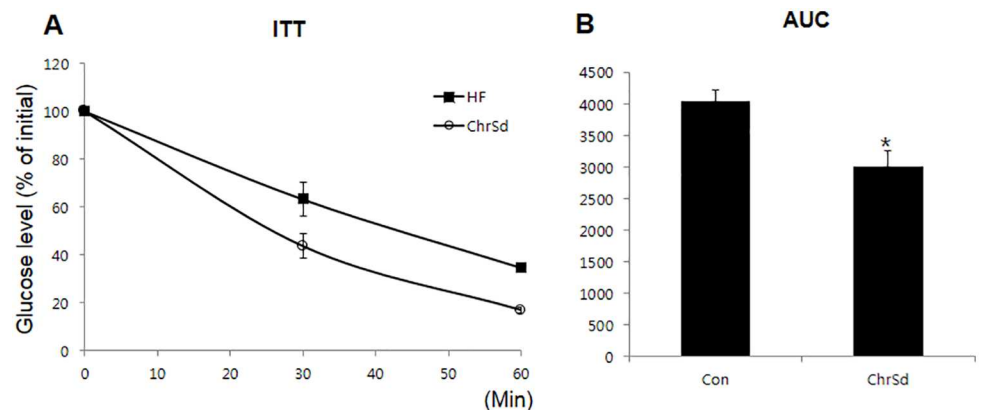 A
ITT
Glucose level (% of initial)
120
100
80
60
40
20
0
0 10 20 30 40 50 60
(Min)
HF
ChrSd
B
AUC
4500
4000
3500
3000
2500
2000
1500
1000
500
0
*
Con ChrSd